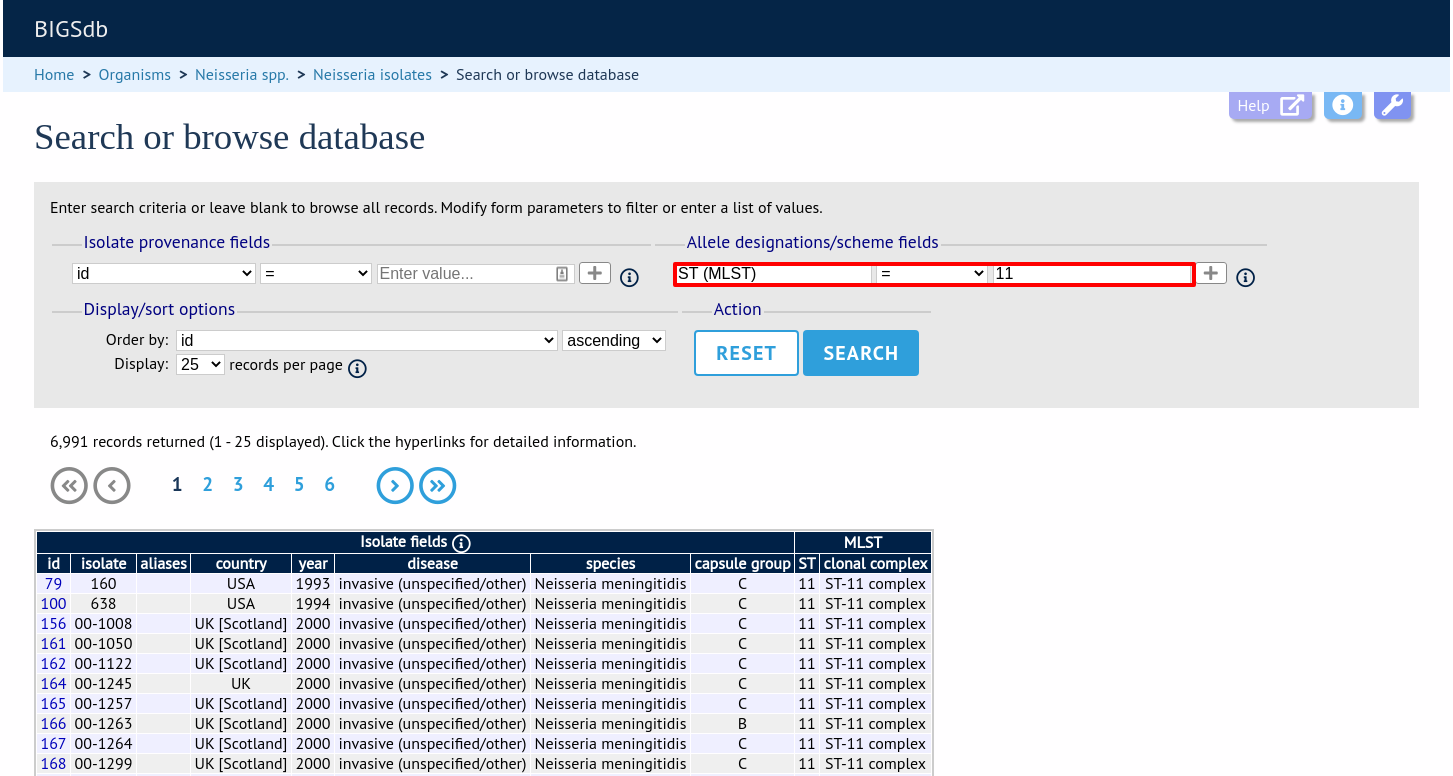 BIGSdb
Home > Organisms > Neisseria spp. > Neisseria isolates > Search or browse database
Help
Search or browse database
Enter search criteria or leave blank to browse all records. Modify form parameters to filter or enter a list of values.
Isolate provenance fields Allele designations/scheme fields
id = Enter value... + ST (MLST) = 11 +
Display/sort options Action
Order by: id ascending
Display: 25 records per page
RESET SEARCH
6,991 records returned (1 - 25 displayed). Click the hyperlinks for detailed information.
1 2 3 4 5 6
Isolate fields MLST
id isolate aliases country year disease species capsule group ST clonal complex
79 160 USA 1993 invasive (unspecified/other) Neisseria meningitidis C 11 ST-11 complex
100 638 USA 1994 invasive (unspecified/other) Neisseria meningitidis C 11 ST-11 complex
156 00-1008 UK [Scotland] 2000 invasive (unspecified/other) Neisseria meningitidis C 11 ST-11 complex
161 00-1050 UK [Scotland] 2000 invasive (unspecified/other) Neisseria meningitidis C 11 ST-11 complex
162 00-1122 UK [Scotland] 2000 invasive (unspecified/other) Neisseria meningitidis C 11 ST-11 complex
164 00-1245 UK 2000 invasive (unspecified/other) Neisseria meningitidis C 11 ST-11 complex
165 00-1257 UK [Scotland] 2000 invasive (unspecified/other) Neisseria meningitidis C 11 ST-11 complex
166 00-1263 UK [Scotland] 2000 invasive (unspecified/other) Neisseria meningitidis B 11 ST-11 complex
167 00-1264 UK [Scotland] 2000 invasive (unspecified/other) Neisseria meningitidis C 11 ST-11 complex
168 00-1299 UK [Scotland] 2000 invasive (unspecified/other) Neisseria meningitidis C 11 ST-11 complex